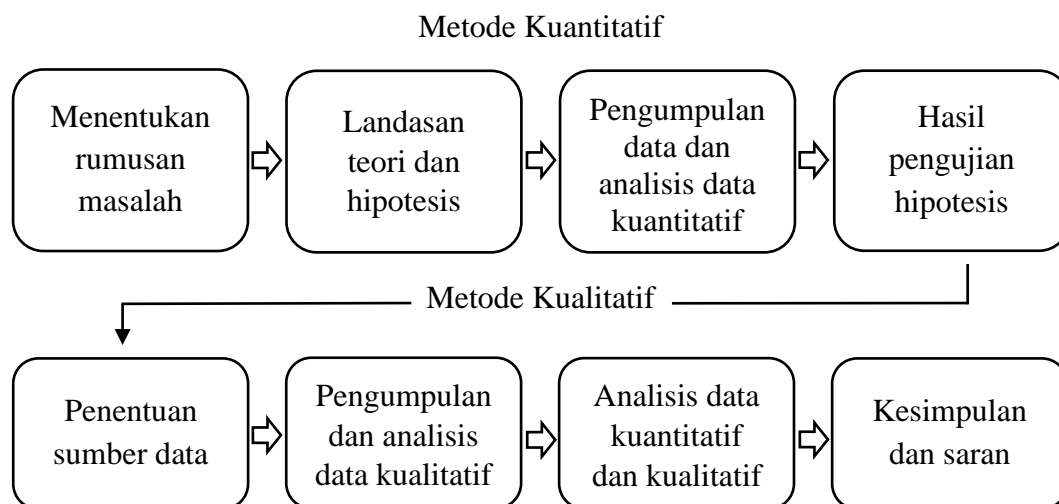 Metode Kuantitatif
Menentukan
rumusan
masalah
Landasan
teori dan
hipotesis
Pengumpulan
data dan
analisis data
kuantitatif
Hasil
pengujian
hipotesis
Metode Kualitatif
Penentuan
sumber data
Pengumpulan
dan analisis
data kualitatif
Analisis data
kuantitatif
dan kualitatif
Kesimpulan
dan saran